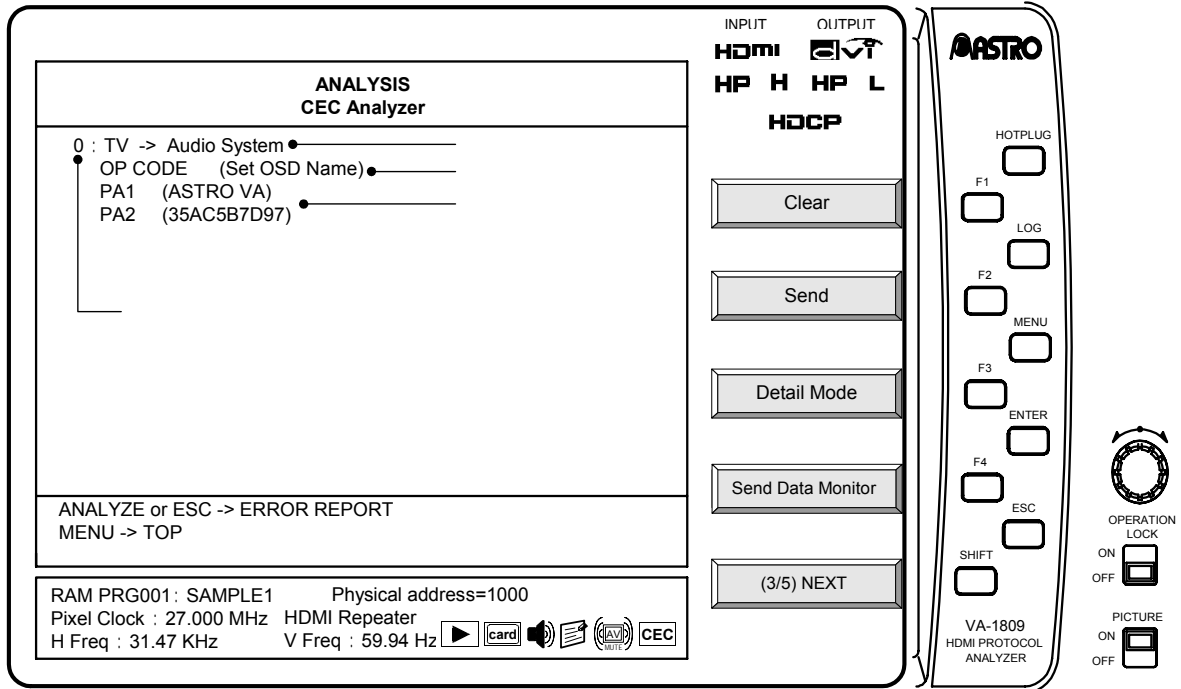 INPUT OUTPUT
HDMI DVI
HP H HP L
HDCP
ASTRO
ANALYSIS
CEC Analyzer
0 : TV -> Audio System
OP CODE (Set OSD Name)
PA1 (ASTRO VA)
PA2 (35AC5B7D97)
ANALYZE or ESC -> ERROR REPORT
MENU -> TOP
RAM PRG001: SAMPLE1 Physical address=1000
Pixel Clock : 27.000 MHz HDMI Repeater
H Freq : 31.47 KHz V Freq : 59.94 Hz card AV MUTE CEC
Clear
Send
Detail Mode
Send Data Monitor
(3/5) NEXT
HOTPLUG
F1
LOG
F2
MENU
F3
ENTER
F4
ESC
SHIFT
VA-1809
HDMI PROTOCOL
ANALYZER
OPERATION
LOCK
ON
OFF
PICTURE
ON
OFF